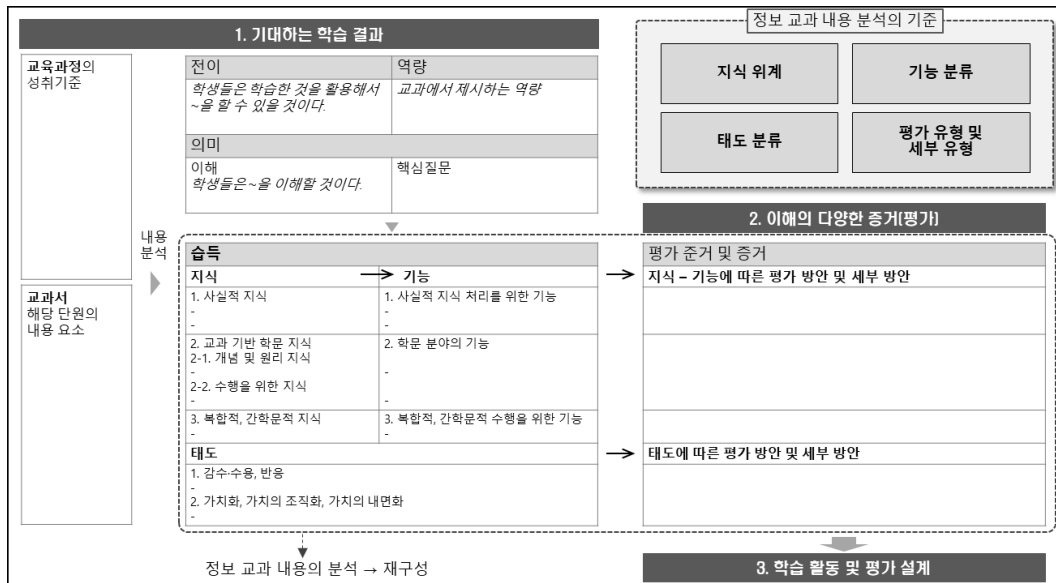 1. 기대하는 학습 결과
정보 교과 내용 분석의 기준
지식 위계
기능 분류
태도 분류
평가 유형 및
세부 유형
교육과정의
성취기준
전이
역량
학생들은 학습한 것을 활용해서
~을 할 수 있을 것이다.
교과에서 제시하는 역량
의미
이해
학생들은~을 이해할 것이다.
핵심질문
2. 이해의 다양한 증거(평가)
내용
분석
교과서
해당 단원의
내용 요소
습득
평가 준거 및 증거
지식 → 기능 → 지식 – 기능에 따른 평가 방안 및 세부 방안
1. 사실적 지식
-
-
1. 사실적 지식 처리를 위한 기능
-
-
2. 교과 기반 학문 지식
2-1. 개념 및 원리 지식
-
2-2. 수행을 위한 지식
-
2. 학문 분야의 기능
-
-
3. 복합적, 간학문적 지식
-
3. 복합적, 간학문적 수행을 위한 기능
-
태도 → 태도에 따른 평가 방안 및 세부 방안
1. 감수·수용, 반응
-
2. 가치화, 가치의 조직화, 가치의 내면화
-
정보 교과 내용의 분석 → 재구성
3. 학습 활동 및 평가 설계